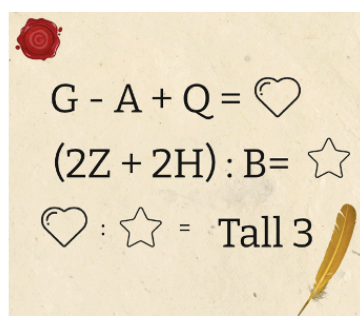 G - A + Q = ♡
(2Z + 2H) : B= ☆
♡ : ☆ = Tall 3